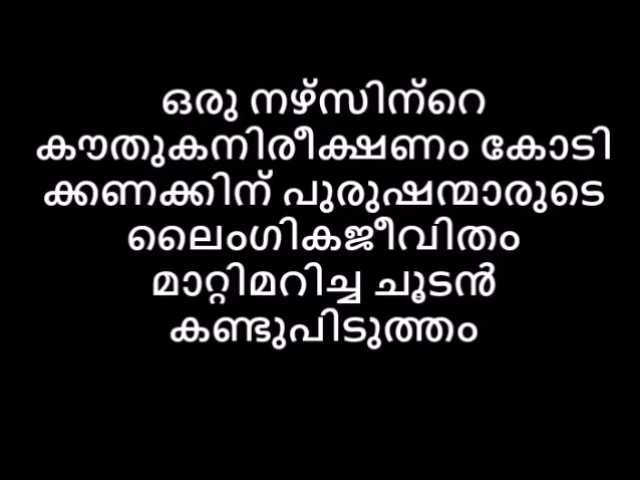 ഒരു നഴ്സിന്റെ
കൗതുകനിരീക്ഷണം കോടി
ക്കണക്കിന് പുരുഷന്മാരുടെ
ലൈംഗികജീവിതം
മാറ്റിമറിച്ച ചൂടൻ
കണ്ടുപിടുത്തം